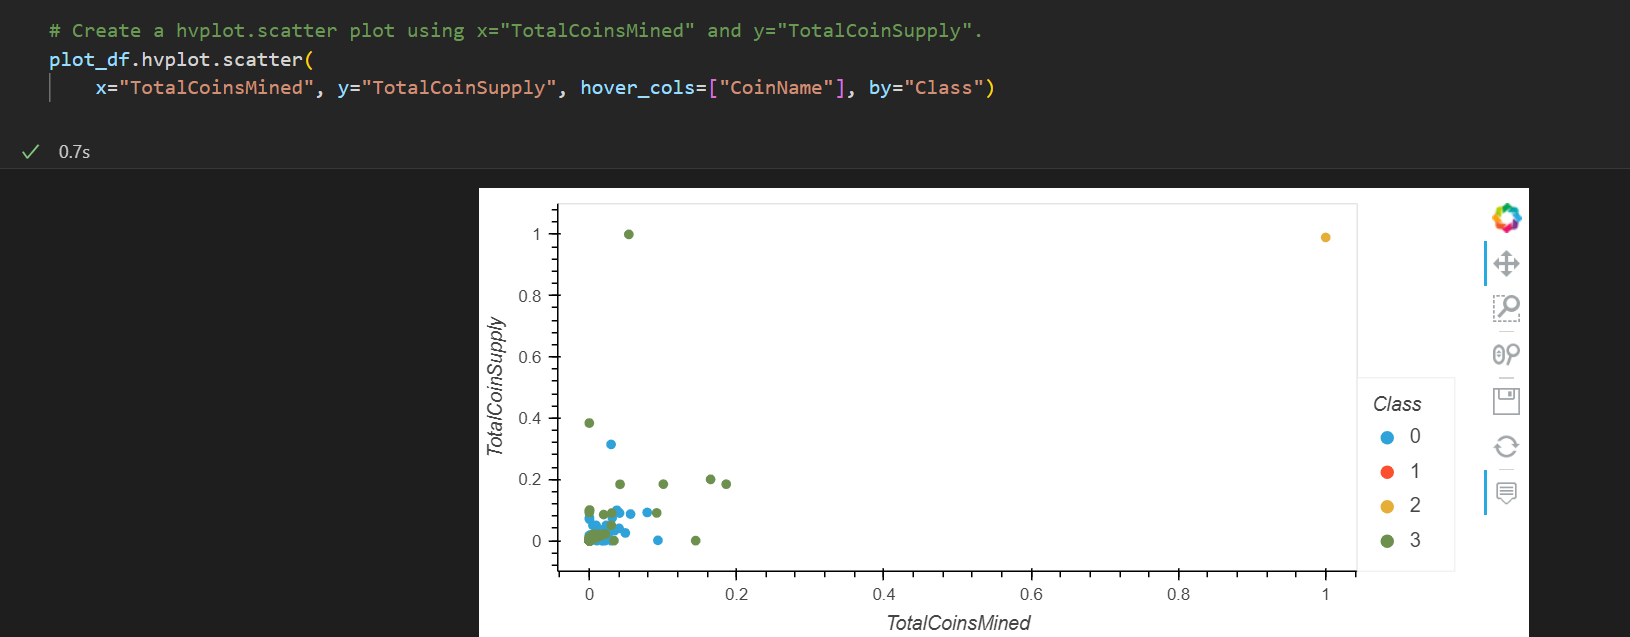 # Create a hvplot.scatter plot using x="TotalCoinsMined" and y="TotalCoinSupply".
plot_df.hvplot.scatter(
x="TotalCoinsMined", y="TotalCoinSupply", hover_cols=["CoinName"], by="Class")
0.7s
TotalCoinSupply
1
0.8
0.6
0.4
0.2
0
0 0.2 0.4 0.6 0.8 1
TotalCoinsMined
Class
0
1
2
3